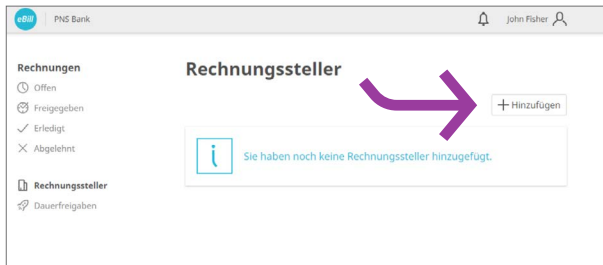 eBill PNS Bank John Fisher
Rechnungen
Offen
Freigegeben
Erledigt
Abgelehnt
Rechnungssteller
Dauerfreigaben
Rechnungssteller
Hinzufügen
Sie haben noch keine Rechnungssteller hinzugefügt.